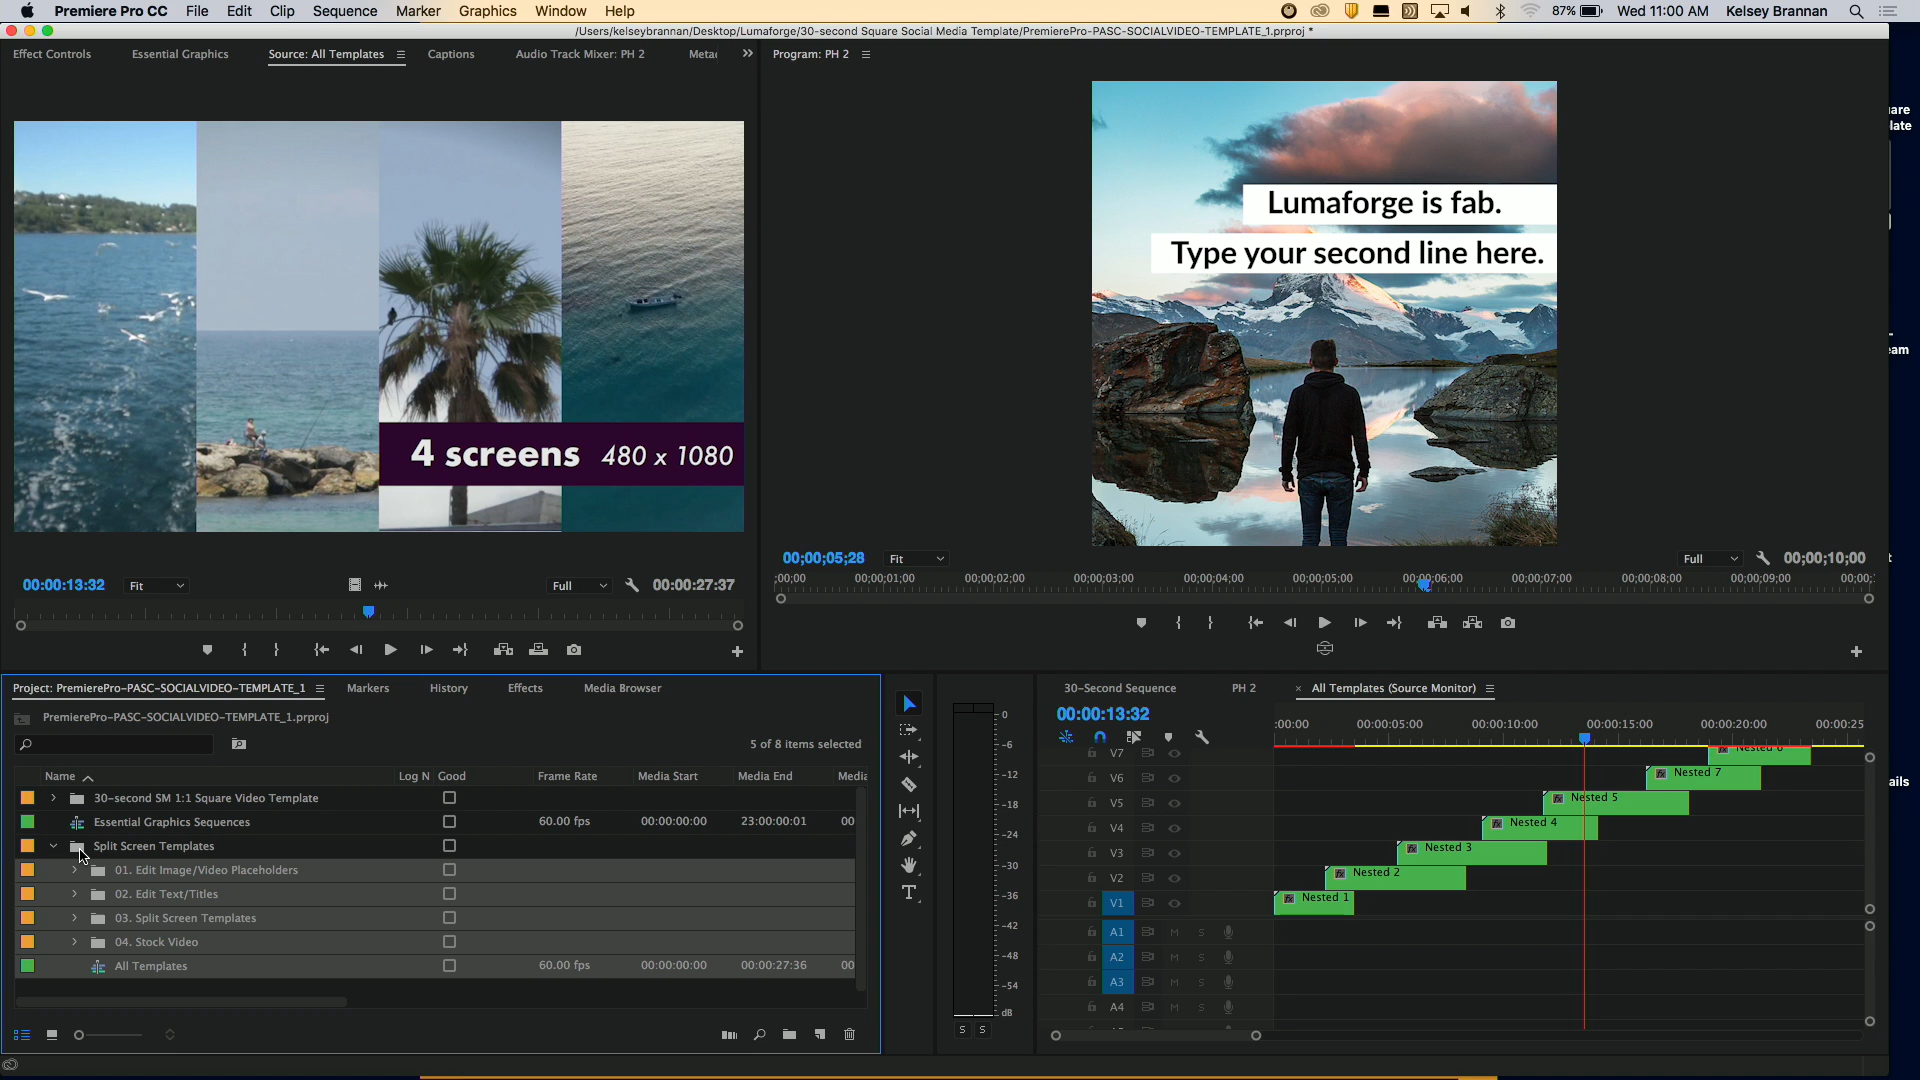 Premiere Pro CC File Edit Clip Sequence Marker Graphics Window Help 87% Wed 11:00 AM Kelsey Brannan
/Users/kelseybrannan/Desktop/Lumaforge/30-second Square Social Media Template/PremierePro-PASC-SOCIALVIDEO-TEMPLATE_1.prproj *
Effect Controls Essential Graphics Source: All Templates Captions Audio Track Mixer: PH 2 Program: PH 2
Lumaforge is fab.
Type your second line here.
4 screens 480 x 1080
00;00;05;28 Fit Full 00;00;10;00
;00;00 00;00;01;00 00;00;02;00 00;00;03;00 00;00;04;00 00;00;05;00 00;00;06;00 00;00;07;00 00;00;08;00 00;00;09;00 00;00;
00:00:13:32 Fit Full 00:00:27:37
Project: PremierePro-PASC-SOCIALVIDEO-TEMPLATE_1 Markers History Effects Media Browser
PremierePro-PASC-SOCIALVIDEO-TEMPLATE_1.prproj
5 of 8 items selected
Name Log N Good Frame Rate Media Start Media End Media
30-second SM 1:1 Square Video Template
Essential Graphics Sequences 60.00 fps 00:00:00:00 23:00:00:01 00
Split Screen Templates
01. Edit Image/Video Placeholders
02. Edit Text/Titles
03. Split Screen Templates
04. Stock Video
All Templates 60.00 fps 00:00:00:00 00:00:27:36 00
0
-6
-12
-18
-24
-30
-36
-42
-48
-54
dB
S S
30-Second Sequence PH 2 × All Templates (Source Monitor)
00:00:13:32
:00:00 00:00:05:00 00:00:10:00 00:00:15:00 00:00:20:00 00:00:25
V7 Nested 6
V6 Nested 7
V5 Nested 5
V4 Nested 4
V3 Nested 3
V2 Nested 2
V1 Nested 1
A1 M S
A2 M S
A3 M S
A4 M S